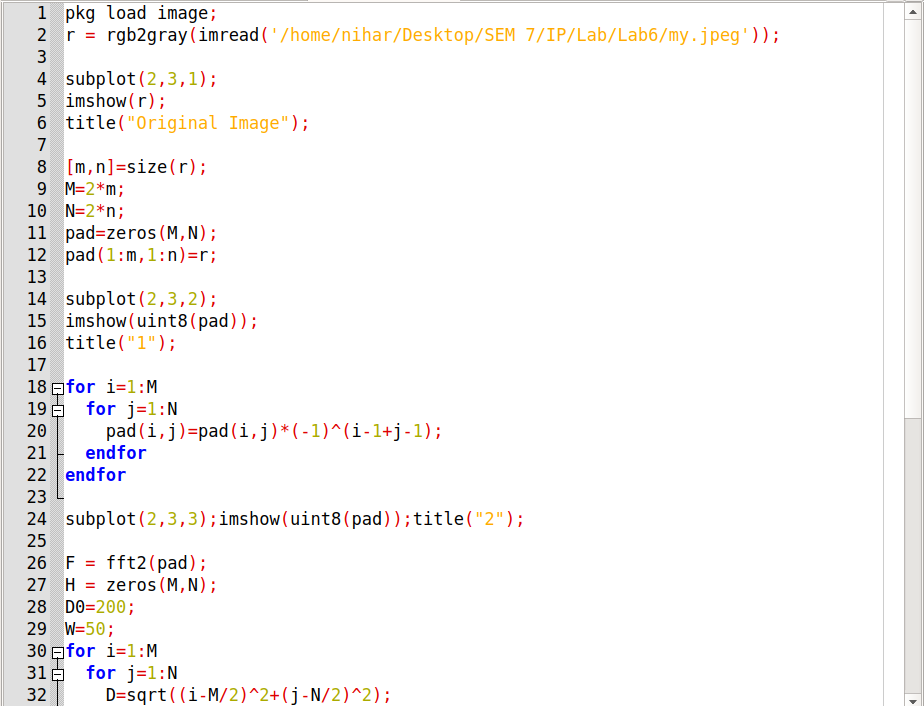 1 pkg load image;
2 r = rgb2gray(imread('/home/nihar/Desktop/SEM 7/IP/Lab/Lab6/my.jpeg'));
3
4 subplot(2,3,1);
5 imshow(r);
6 title("Original Image");
7
8 [m,n]=size(r);
9 M=2*m;
10 N=2*n;
11 pad=zeros(M,N);
12 pad(1:m,1:n)=r;
13
14 subplot(2,3,2);
15 imshow(uint8(pad));
16 title("1");
17
18 for i=1:M
19   for j=1:N
20     pad(i,j)=pad(i,j)*(-1)^(i-1+j-1);
21   endfor
22 endfor
23
24 subplot(2,3,3);imshow(uint8(pad));title("2");
25
26 F = fft2(pad);
27 H = zeros(M,N);
28 D0=200;
29 W=50;
30 for i=1:M
31   for j=1:N
32     D=sqrt((i-M/2)^2+(j-N/2)^2);